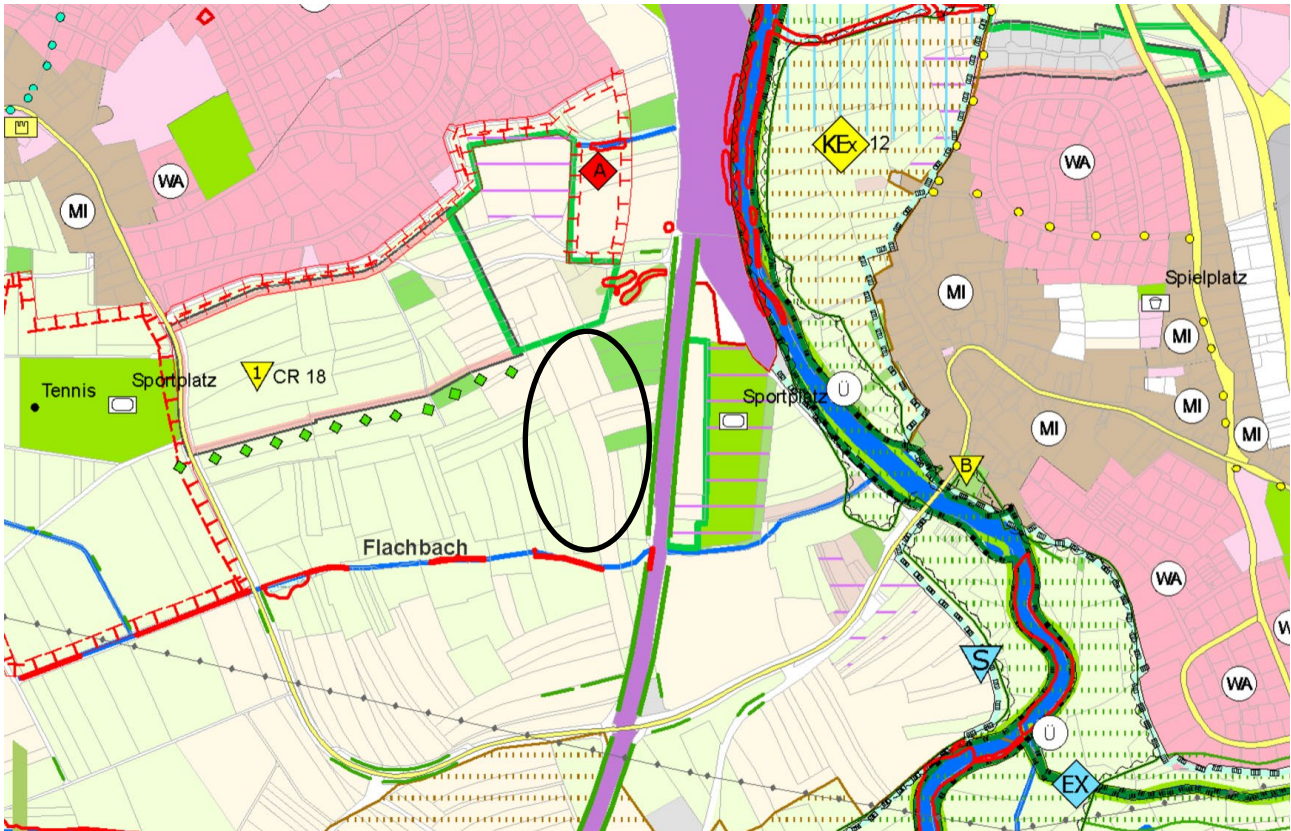 KEx 12
A
WA
WA
MI
Spielplatz
MI
MI
1
CR 18
Tennis
Sportplatz
Sportplatz
Ü
MI
MI
MI
B
Flachbach
WA
W
S
WA
Ü
EX